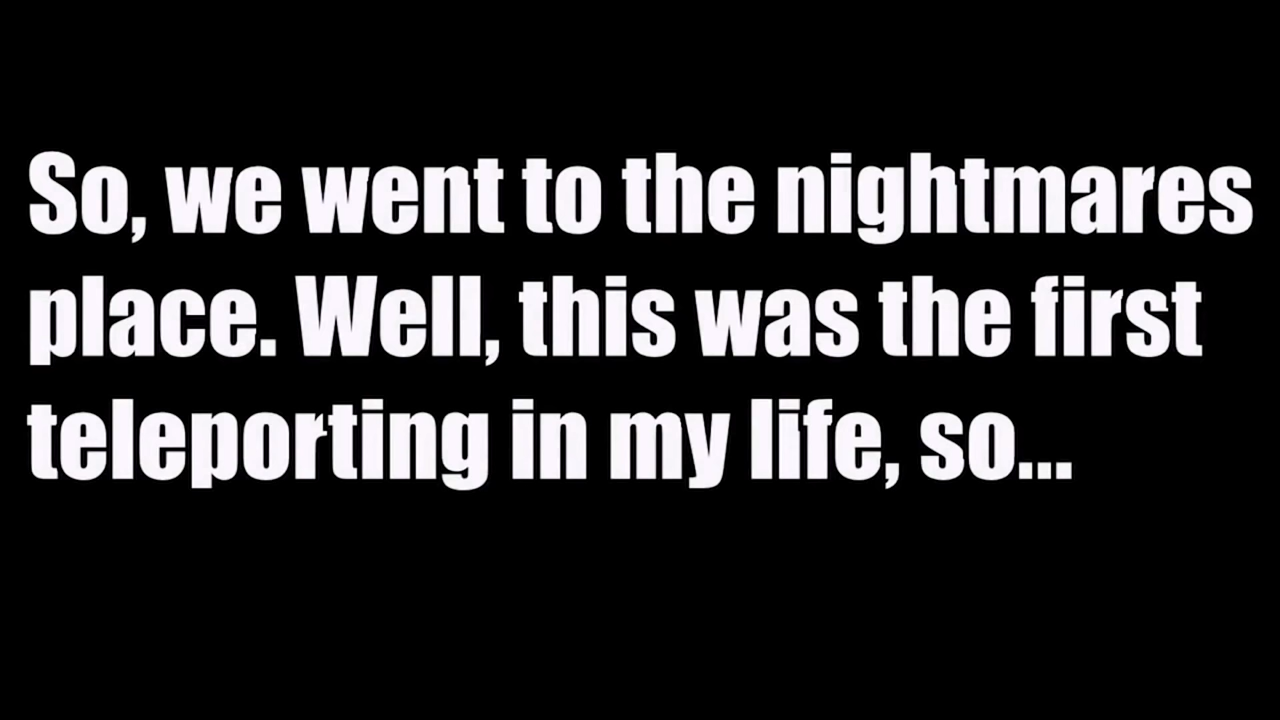 So, we went to the nightmares
place. Well, this was the first
teleporting in my life, so...